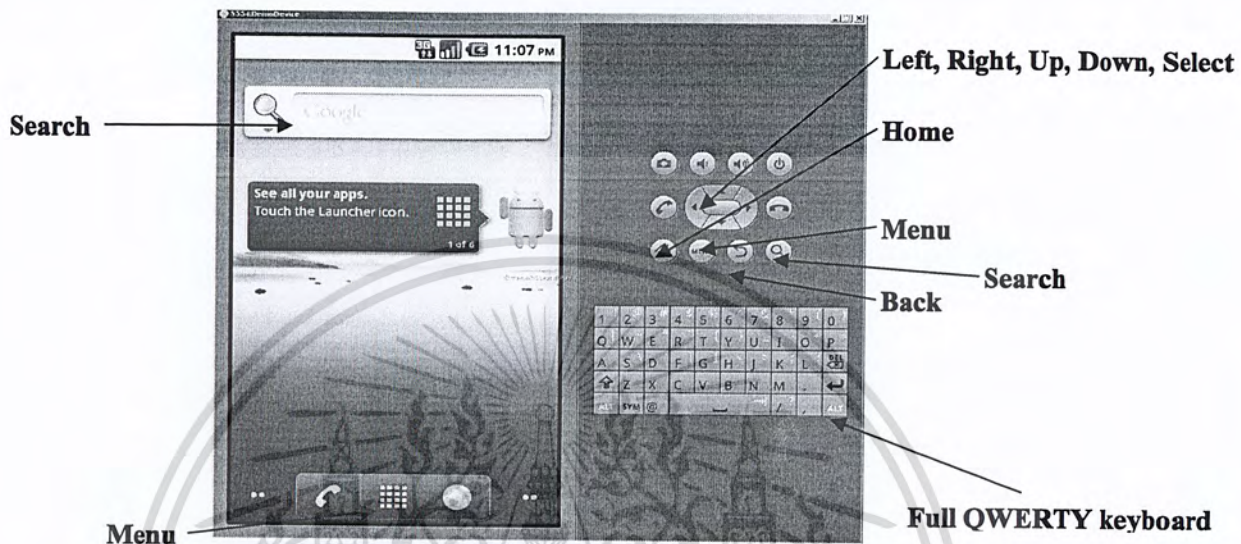 5554:DemoDevice
11:07 PM
Google
See all your apps.
Touch the Launcher icon.
1 of 6
Search
Left, Right, Up, Down, Select
Home
Menu
Search
Back
1 2 3 4 5 6 7 8 9 0
Q W E R T Y U I O P
A S D F G H J K L DEL
Z X C V B N M .
ALT SYM @ / , ALT
Full QWERTY keyboard
Menu